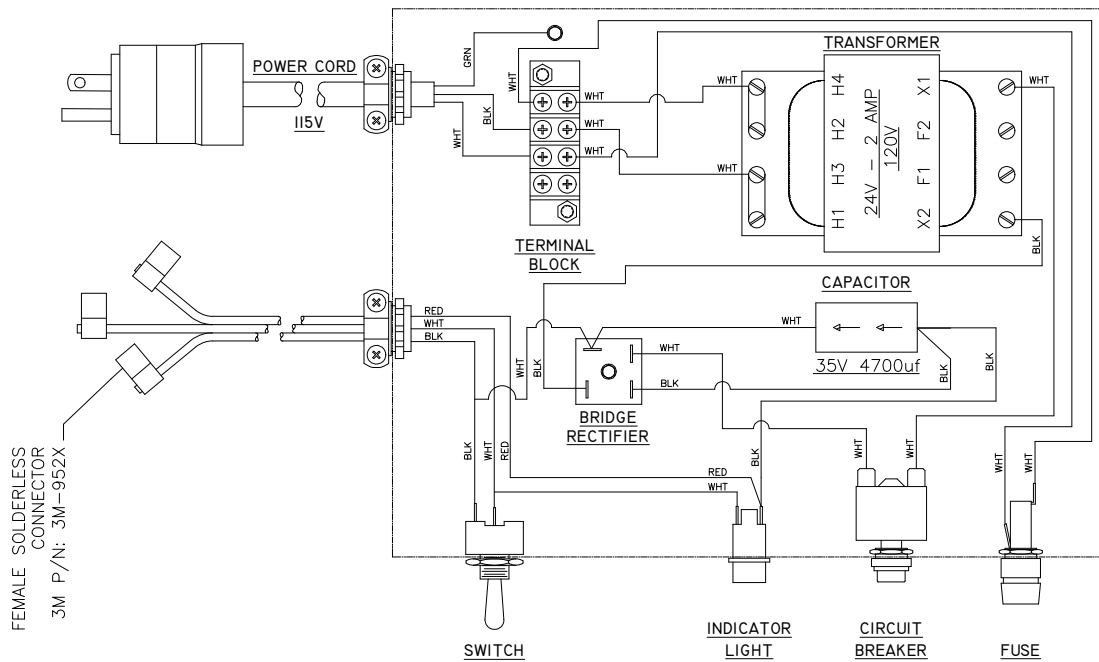 POWER CORD
115V
GRN
BLK
WHT
WHT
WHT
WHT
WHT
TERMINAL
BLOCK
TRANSFORMER
WHT
WHT
WHT
H4
H2
H3
H1
24V - 2 AMP
120V
X1
F2
F1
X2
WHT
BLK
RED
WHT
BLK
WHT
BLK
WHT
BLK
WHT
BRIDGE
RECTIFIER
CAPACITOR
35V 4700uf
BLK
BLK
BLK
WHT
RED
RED
WHT
BLK
WHT
WHT
WHT
WHT
FEMALE SOLDERLESS
CONNECTOR
3M P/N: 3M-952X
SWITCH
INDICATOR
LIGHT
CIRCUIT
BREAKER
FUSE